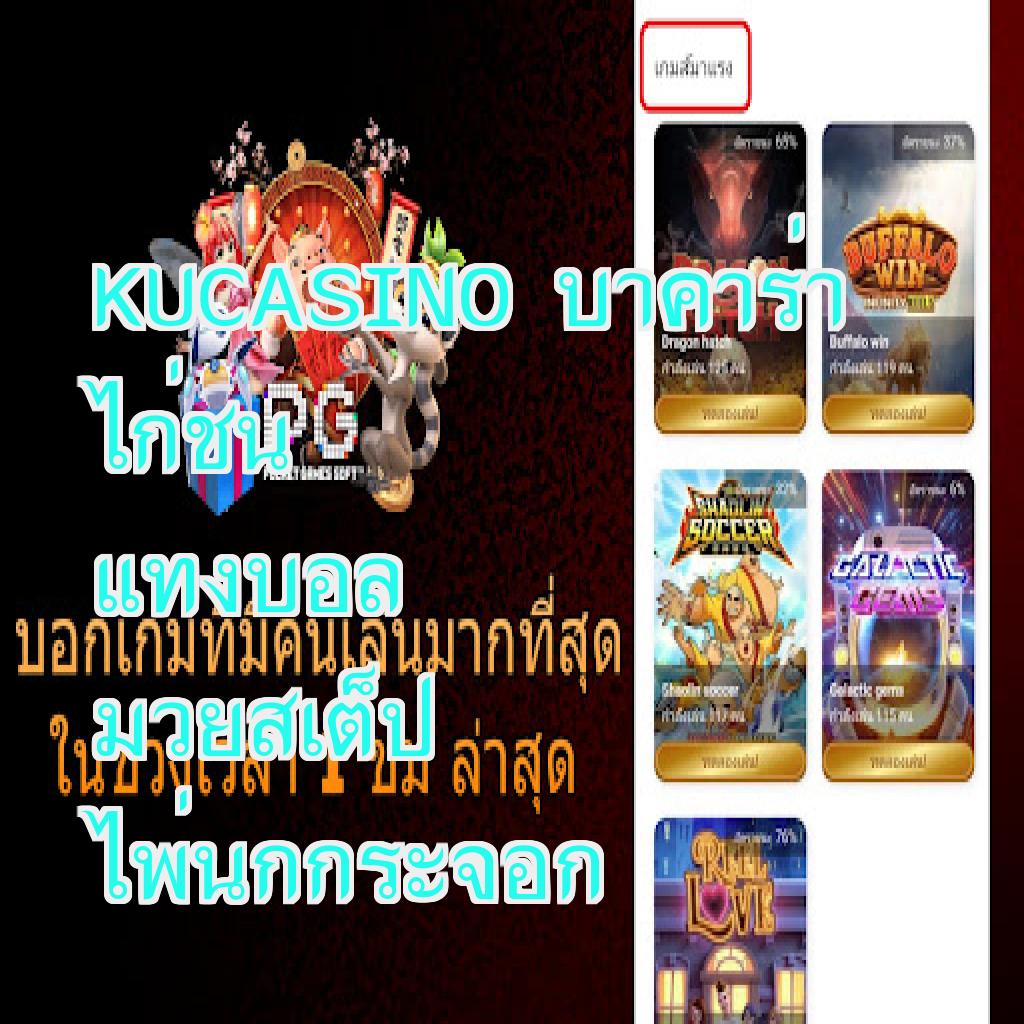 เกมส์มาแรง
อัตราชนะ 68%
อัตราชนะ 37%
BUFFALO
WIN
KUCASINO บาคาร่า
Dragon hatch
กำลังเล่น 125 คน
Buffalo win
กำลังเล่น 119 คน
ทดลองเล่น
ทดลองเล่น
ไก่ชน
PG
POCKET GAMES SOFT
SHAOLIN
SOCCER
อัตราชนะ 6%
GALACTIC
GEMS
แทงบอล
บอกเกมที่มีคนเล่นมากที่สุด
Shaolin soccer
กำลังเล่น 117 คน
Galactic gems
กำลังเล่น 115 คน
มวยสเต็ป
ในช่วงเวลา 1 ชม ล่าสุด
ทดลองเล่น
ทดลองเล่น
ไพ่นกกระจอก
อัตราชนะ 76%
REEL
LOVE